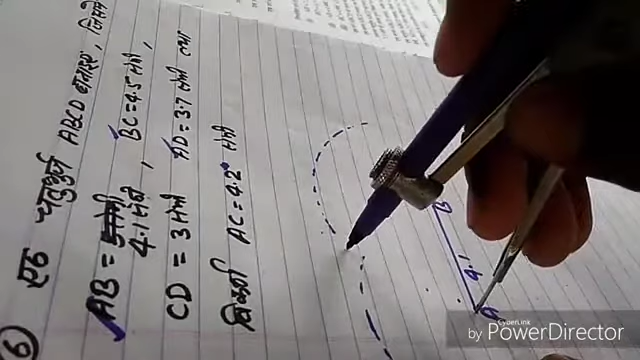 (6) एक चतुर्भुज ABCD बनाइए, जिसमें
AB = 4.1 सेमी, BC = 4.5 सेमी,
CD = 3 सेमी AD = 3.7 सेमी तथा
विकर्ण AC = 4.2 सेमी
B
4.1
A
CyberLink
by PowerDirector